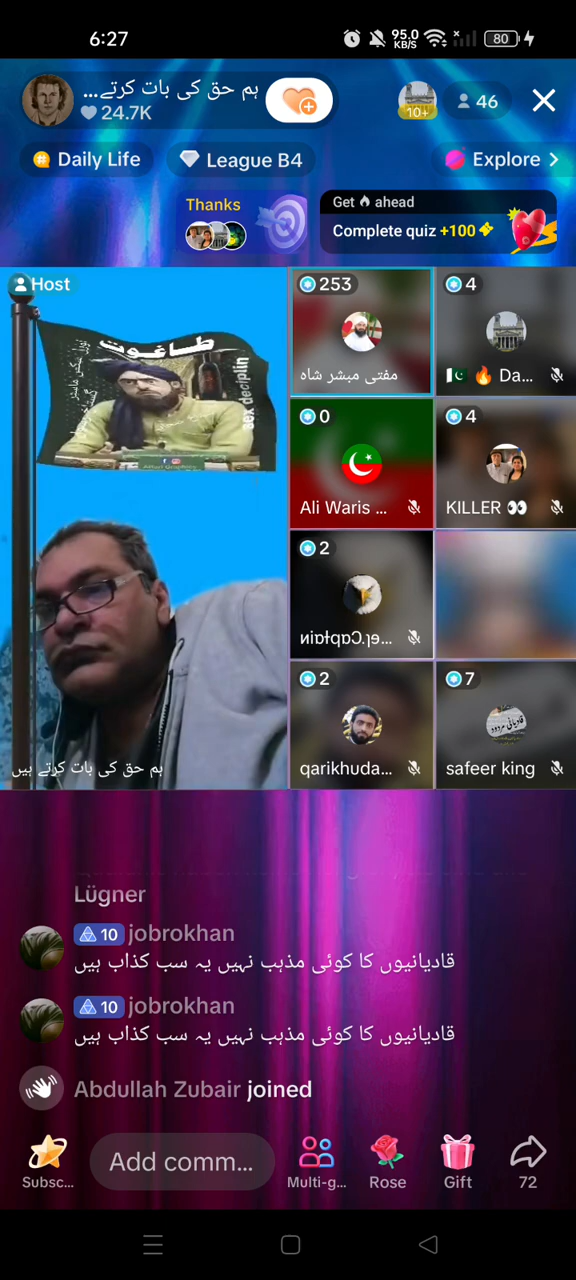 6:27
95.0
KB/S
80
ہم حق کی بات کرتے...
24.7K
10+
46
Daily Life
League B4
Explore
Thanks
Get ahead
Complete quiz +100
Host
طاغوت
sex deciplin
253
مفتی مبشر شاہ
4
Da...
0
Ali Waris ...
4
KILLER
2
2
qarikhuda...
7
قادیانی مردود
safeer king
ہم حق کی بات کرتے ہیں
Lügner
10 jobrokhan
قادیانیوں کا کوئی مذہب نہیں یہ سب کذاب ہیں
10 jobrokhan
قادیانیوں کا کوئی مذہب نہیں یہ سب کذاب ہیں
Abdullah Zubair joined
Add comm...
Subsc...
Multi-g...
Rose
Gift
72